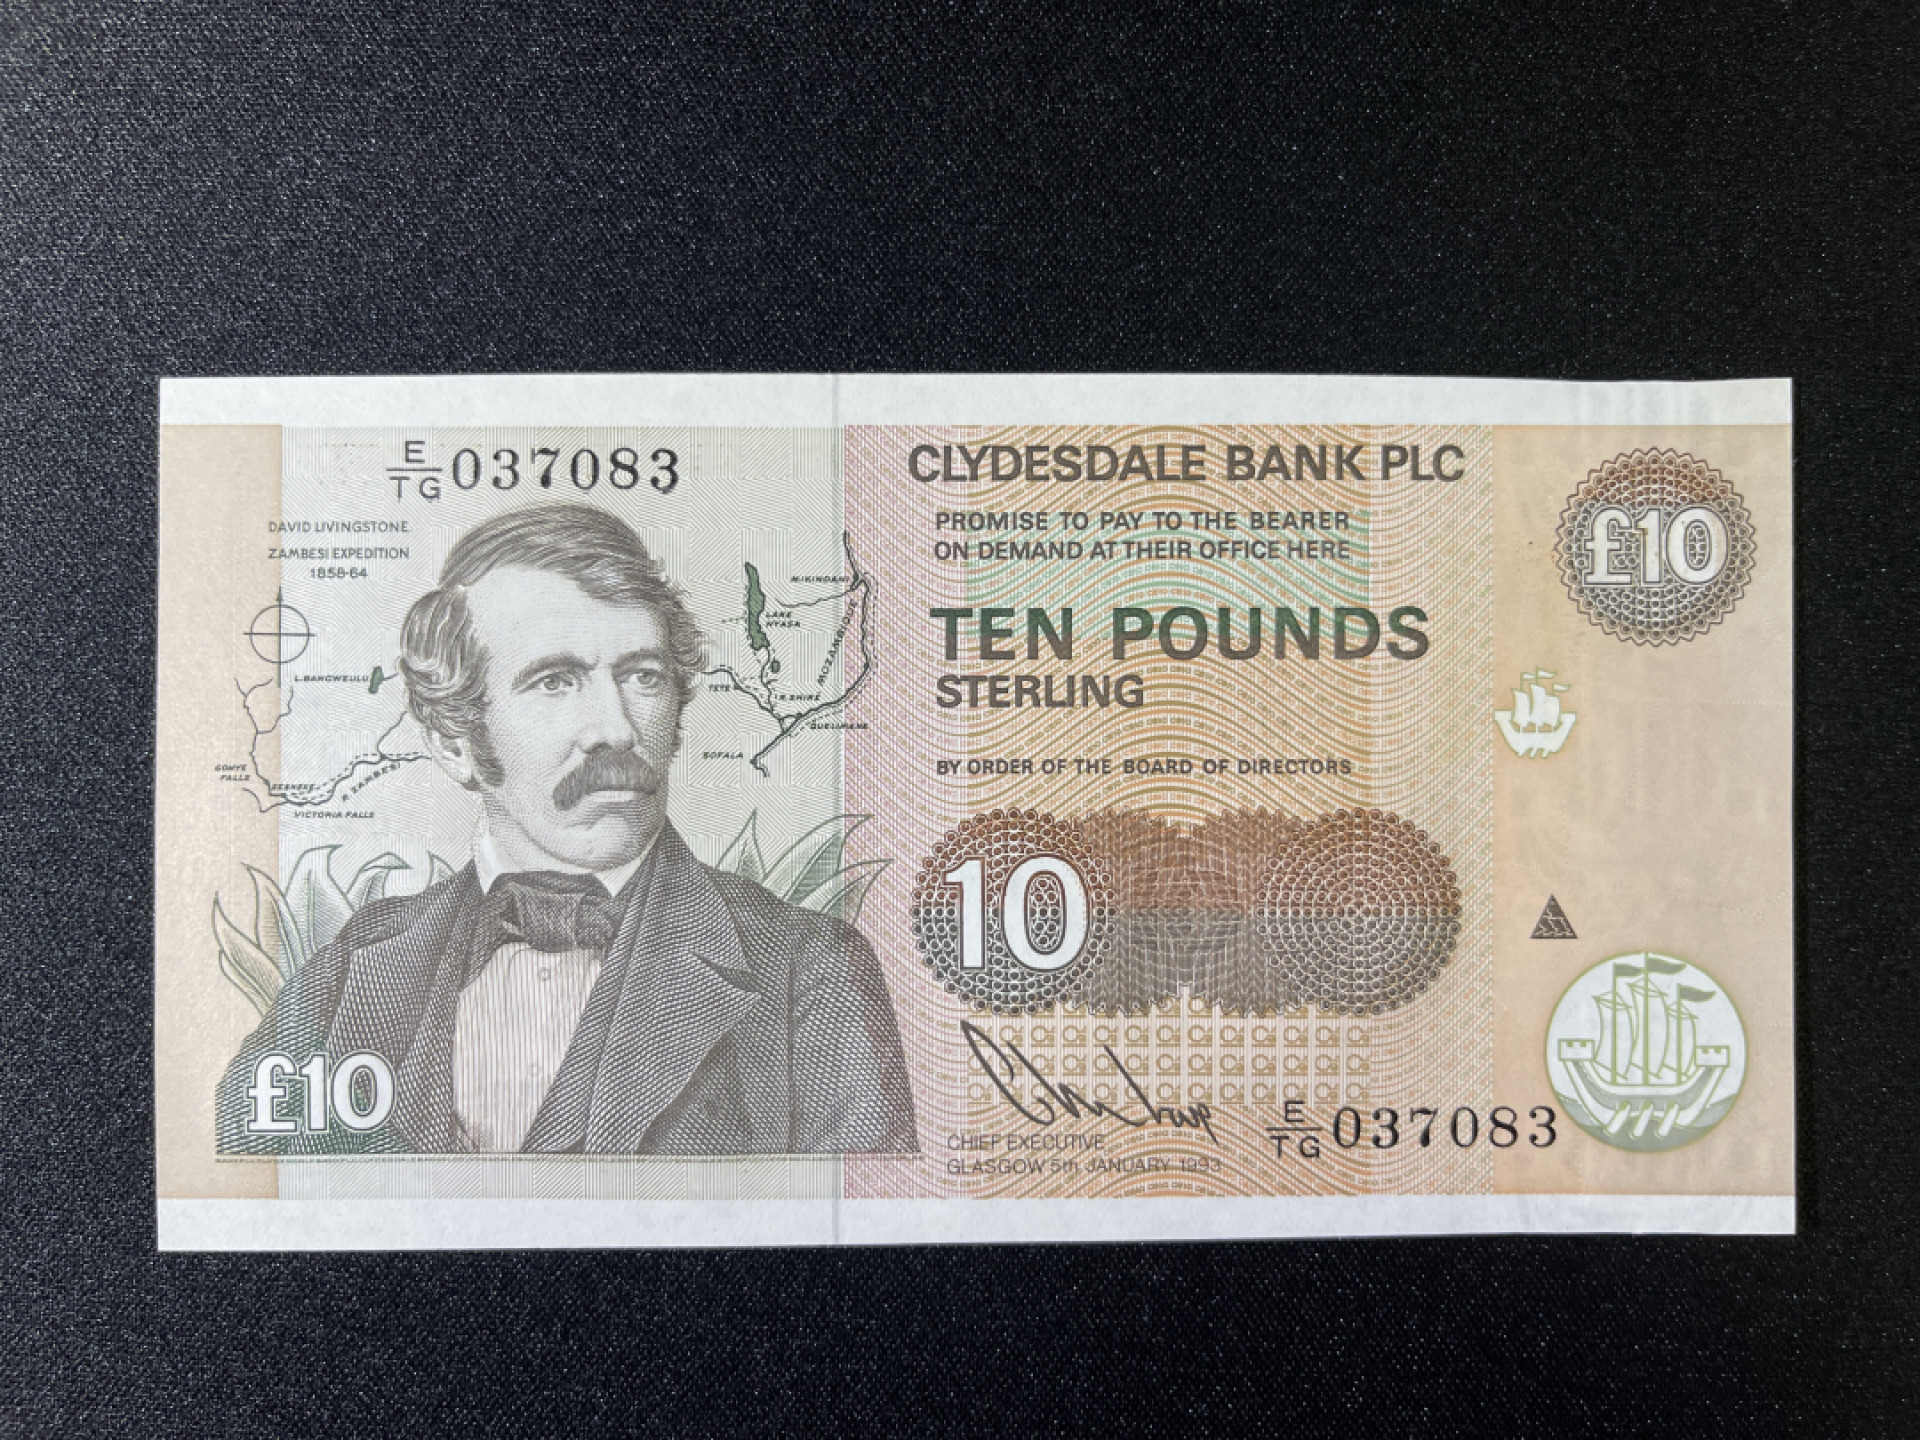 E/TG 037083
DAVID LIVINGSTONE.
ZAMBESI EXPEDITION
1858-64
MIKINDANI
LAKE
NYASA
MOZAMBIQUE
L.BANGWEULU
TETE
R.SHIRE
QUELIMANE
SOFALA
GONYE
FALLS
SESHEKE
R.ZAMBESI
VICTORIA FALLS
£10
CLYDESDALE BANK PLC
PROMISE TO PAY TO THE BEARER
ON DEMAND AT THEIR OFFICE HERE
TEN POUNDS
STERLING
BY ORDER OF THE BOARD OF DIRECTORS
10
CHIEF EXECUTIVE
GLASGOW 5th JANUARY 1993
£10
E/TG 037083